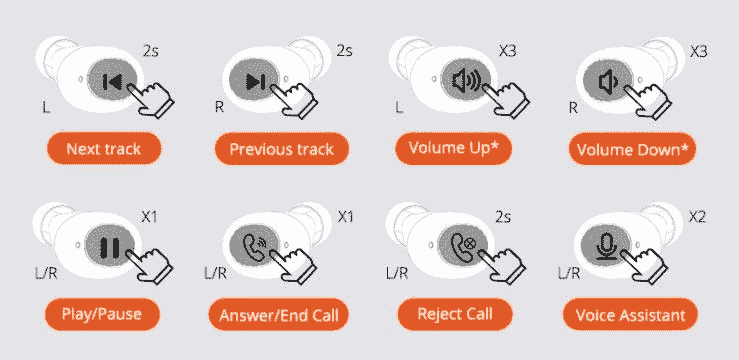 2s
L
Next track
2s
R
Previous track
X3
L
Volume Up*
X3
R
Volume Down*
X1
L/R
Play/Pause
X1
L/R
Answer/End Call
2s
L/R
Reject Call
X2
L/R
Voice Assistant